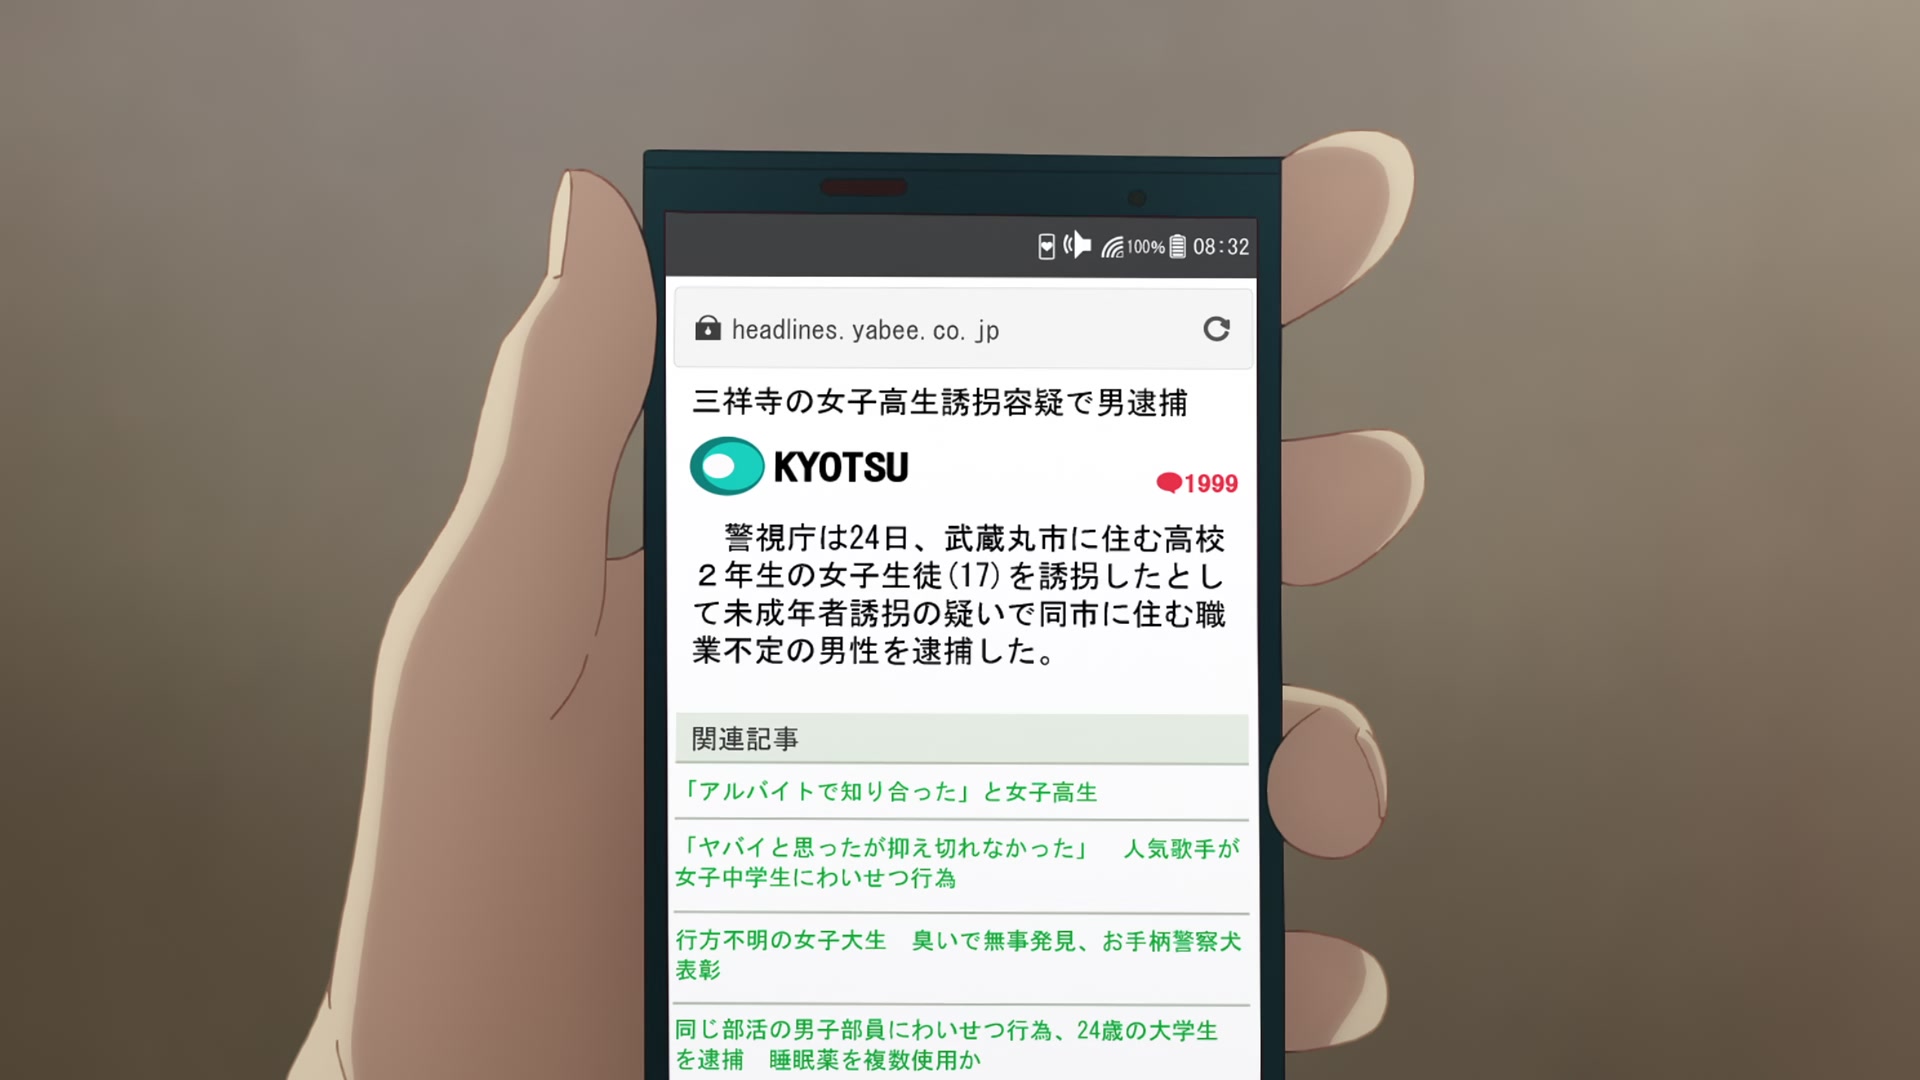 100% 08:32
headlines. yabee. co. jp
三祥寺の女子高生誘拐容疑で男逮捕
KYOTSU
1999
警視庁は24日、武蔵丸市に住む高校
２年生の女子生徒(17)を誘拐したとし
て未成年者誘拐の疑いで同市に住む職
業不定の男性を逮捕した。
関連記事
「アルバイトで知り合った」と女子高生
「ヤバイと思ったが抑え切れなかった」　人気歌手が
女子中学生にわいせつ行為
行方不明の女子大生　臭いで無事発見、お手柄警察犬
表彰
同じ部活の男子部員にわいせつ行為、24歳の大学生
を逮捕　睡眠薬を複数使用か